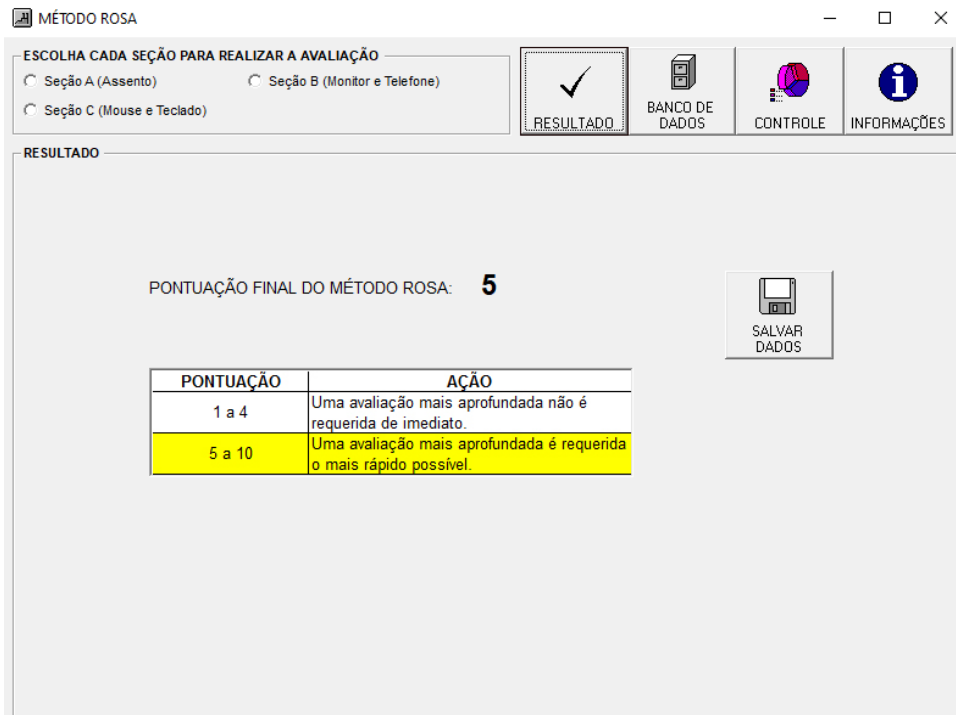 MÉTODO ROSA
ESCOLHA CADA SEÇÃO PARA REALIZAR A AVALIAÇÃO
Seção A (Assento)
Seção B (Monitor e Telefone)
Seção C (Mouse e Teclado)
RESULTADO
BANCO DE
DADOS
CONTROLE
INFORMAÇÕES
RESULTADO
PONTUAÇÃO FINAL DO MÉTODO ROSA: 5
SALVAR
DADOS
PONTUAÇÃO AÇÃO
1 a 4
Uma avaliação mais aprofundada não é
requerida de imediato.
5 a 10
Uma avaliação mais aprofundada é requerida
o mais rápido possível.